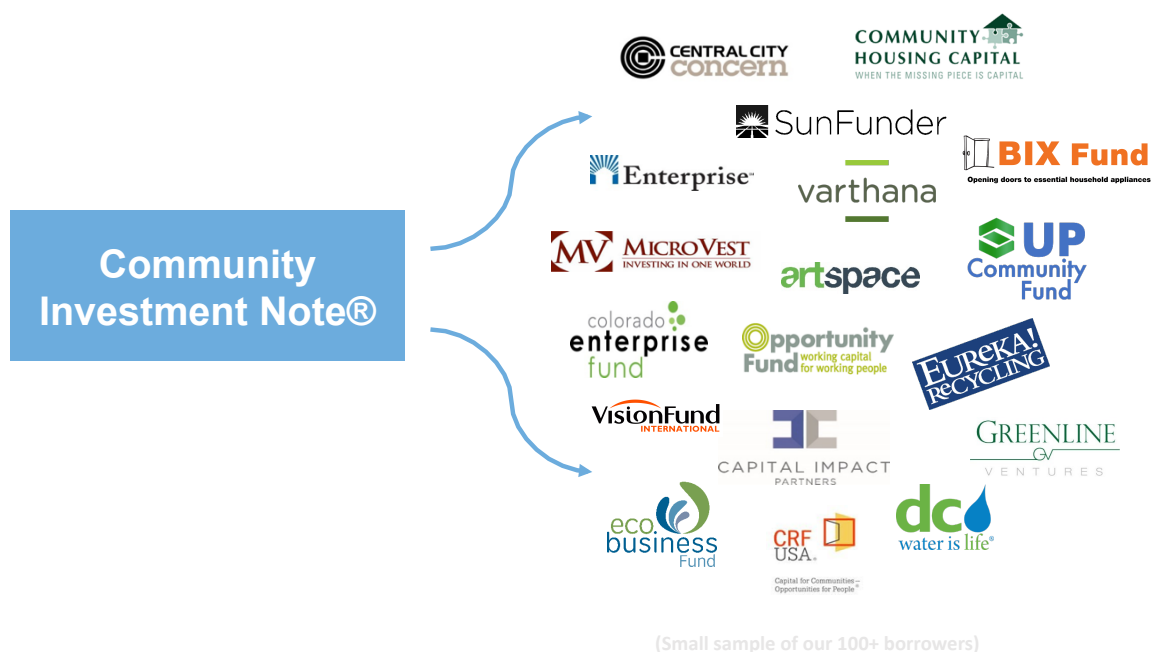 Community
Investment Note®
CENTRAL CITY
concern
COMMUNITY
HOUSING CAPITAL
WHEN THE MISSING PIECE IS CAPITAL
SunFunder
BIX Fund
Opening doors to essential household appliances
Enterprise℠
varthana
MV MICROVEST
INVESTING IN ONE WORLD
artspace
UP
Community
Fund
colorado
enterprise
fund
Opportunity
Fund working capital
for working people
EUREKA!
RECYCLING
VisionFund
INTERNATIONAL
CAPITAL IMPACT
PARTNERS
GREENLINE
GV
VENTURES
eco
business
Fund
CRF
USA®
Capital for Communities–
Opportunities for People®
dc
water is life®
(Small sample of our 100+ borrowers)